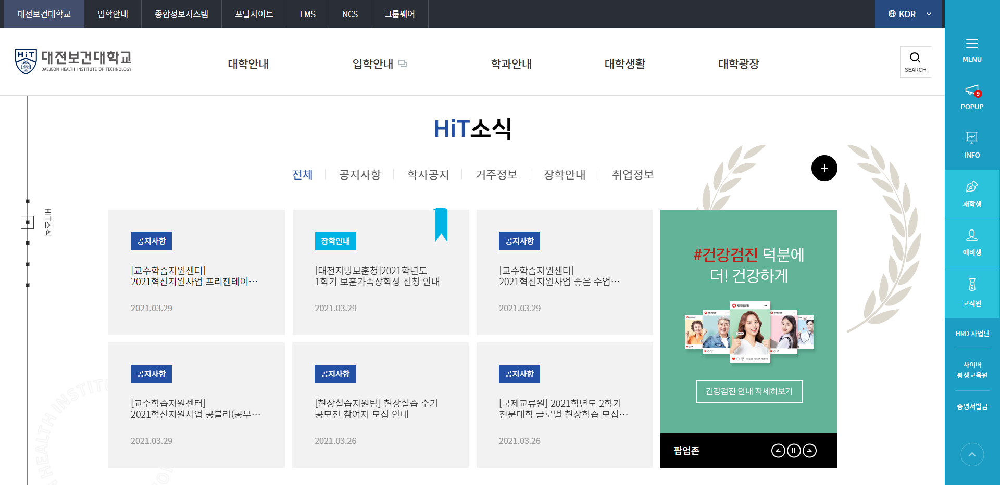 대전보건대학교
입학안내
종합정보시스템
포털사이트
LMS
NCS
그룹웨어
KOR
HiT
대전보건대학교
DAEJEON HEALTH INSTITUTE OF TECHNOLOGY
대학안내
입학안내
학과안내
대학생활
대학광장
SEARCH
MENU
9
POPUP
INFO
재학생
예비생
교직원
HRD 사업단
사이버
평생교육원
증명서발급
HIT소식
HiT소식
전체
공지사항
학사공지
거주정보
장학안내
취업정보
공지사항
[교수학습지원센터]
2021혁신지원사업 프리젠테이…
2021.03.29
장학안내
[대전지방보훈청]2021학년도
1학기 보훈가족장학생 신청 안내
2021.03.29
공지사항
[교수학습지원센터]
2021혁신지원사업 좋은 수업…
2021.03.29
공지사항
[교수학습지원센터]
2021혁신지원사업 공블러(공부…
2021.03.29
공지사항
[현장실습지원팀] 현장실습 수기
공모전 참여자 모집 안내
2021.03.26
공지사항
[국제교류원] 2021학년도 2학기
전문대학 글로벌 현장학습 모집…
2021.03.26
#건강검진 덕분에
더! 건강하게
건강검진 안내 자세히보기
팝업존
HEALTH INSTIT